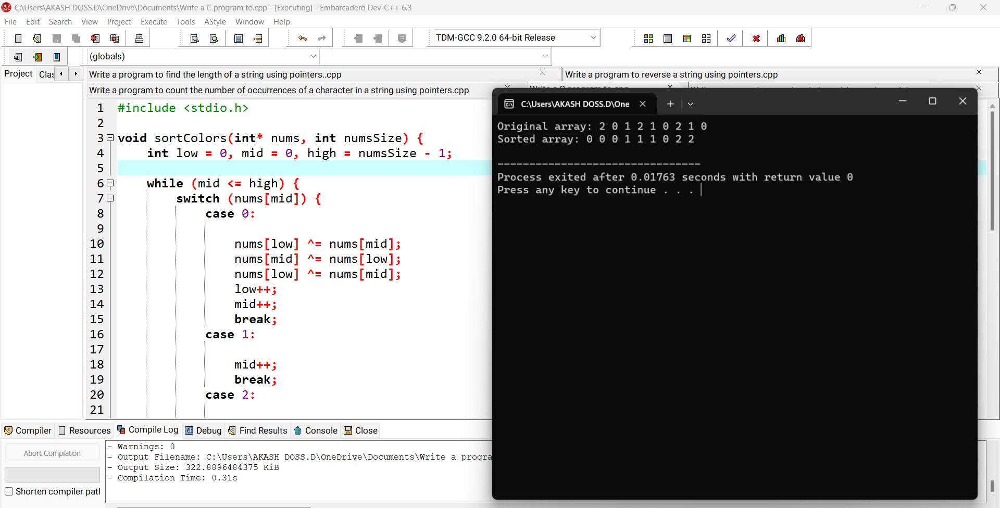 C:\Users\AKASH DOSS.D\OneDrive\Documents\Write a C program to.cpp - [Executing] - Embarcadero Dev-C++ 6.3
File Edit Search View Project Execute Tools AStyle Window Help
TDM-GCC 9.2.0 64-bit Release
(globals)
Project Clas
Write a program to find the length of a string using pointers..cpp
Write a program to reverse a string using pointers.cpp
Write a program to count the number of occurrences of a character in a string using pointers.cpp
1 #include <stdio.h>
2
3 void sortColors(int* nums, int numsSize) {
4 int low = 0, mid = 0, high = numsSize - 1;
5
6 while (mid <= high) {
7 switch (nums[mid]) {
8 case 0:
9
10 nums[low] ^= nums[mid];
11 nums[mid] ^= nums[low];
12 nums[low] ^= nums[mid];
13 low++;
14 mid++;
15 break;
16 case 1:
17
18 mid++;
19 break;
20 case 2:
21
C:\Users\AKASH DOSS.D\One
Original array: 2 0 1 2 1 0 2 1 0
Sorted array: 0 0 0 1 1 1 0 2 2
--------------------------------
Process exited after 0.01763 seconds with return value 0
Press any key to continue . . .
Compiler Resources Compile Log Debug Find Results Console Close
Abort Compilation
Shorten compiler patl
- Warnings: 0
- Output Filename: C:\Users\AKASH DOSS.D\OneDrive\Documents\Write a progra
- Output Size: 322.8896484375 KiB
- Compilation Time: 0.31s